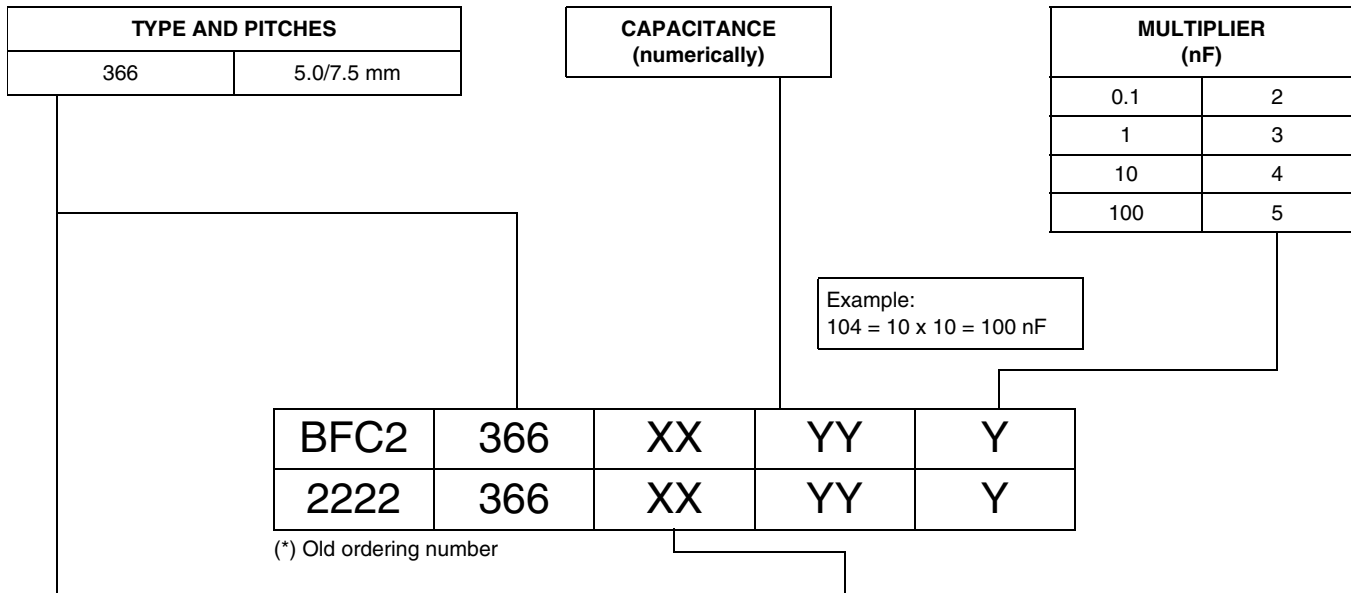 TYPE AND PITCHES
366 5.0/7.5 mm
CAPACITANCE
(numerically)
MULTIPLIER
(nF)
0.1 2
1 3
10 4
100 5
Example:
104 = 10 x 10 = 100 nF
BFC2 366 XX YY Y
2222 366 XX YY Y
(*) Old ordering number